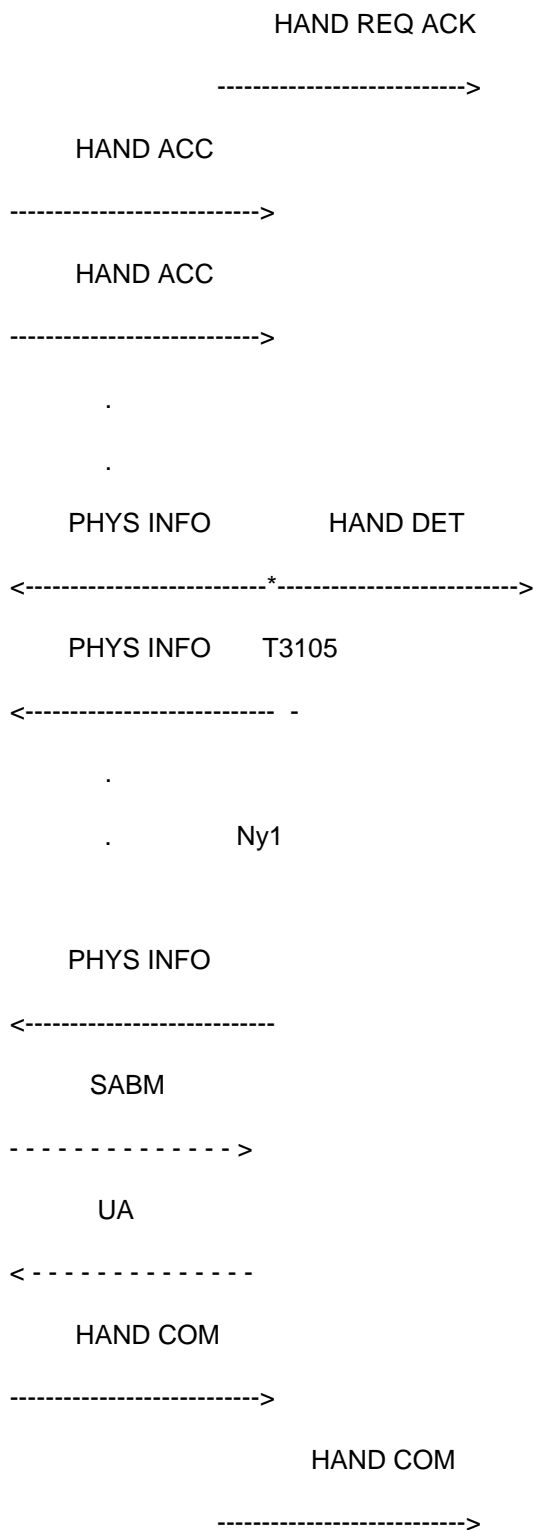 HAND REQ ACK
--------------------------->
HAND ACC
--------------------------->
HAND ACC
--------------------------->
.
.
PHYS INFO HAND DET
<--------------------------*-------------------------->
PHYS INFO T3105
<--------------------------- -
.
. Ny1
PHYS INFO
<---------------------------
SABM
- - - - - - - - - - - - - - >
UA
< - - - - - - - - - - - - - -
HAND COM
--------------------------->
HAND COM
--------------------------->